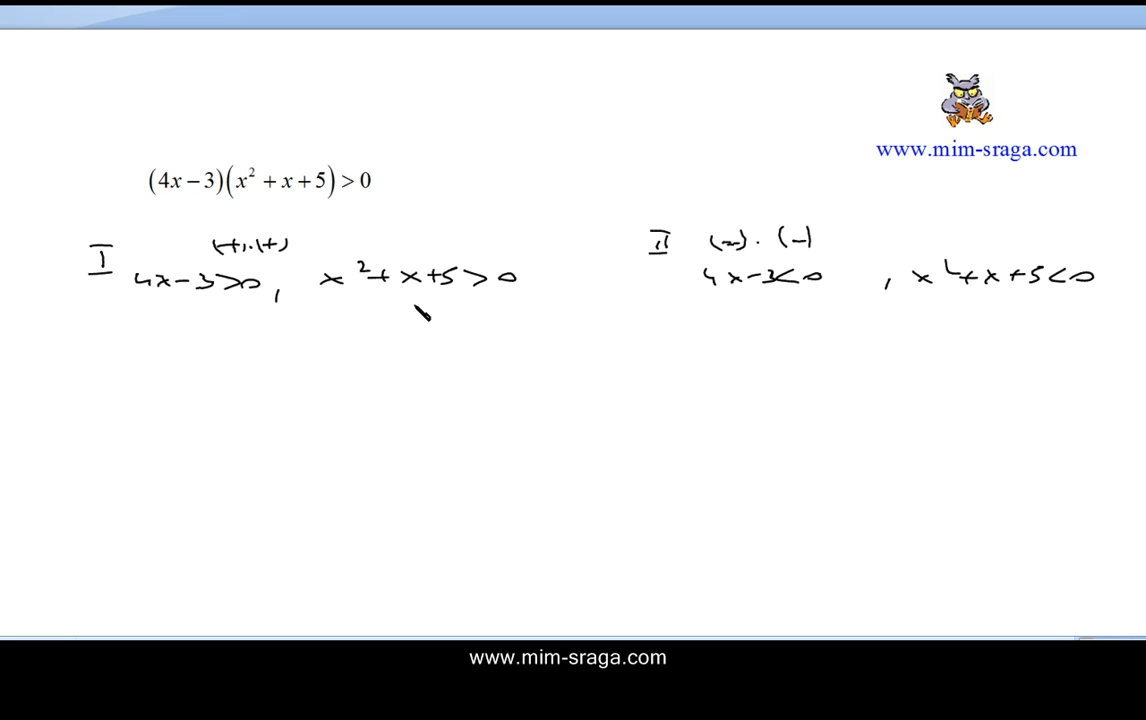 www.mim-sraga.com
(4x − 3)(x² + x + 5) > 0
I (+).(+)
4x-3>0, x²+x+5>0
II (-).(-)
4x-3<0, x²+x+5<0
www.mim-sraga.com